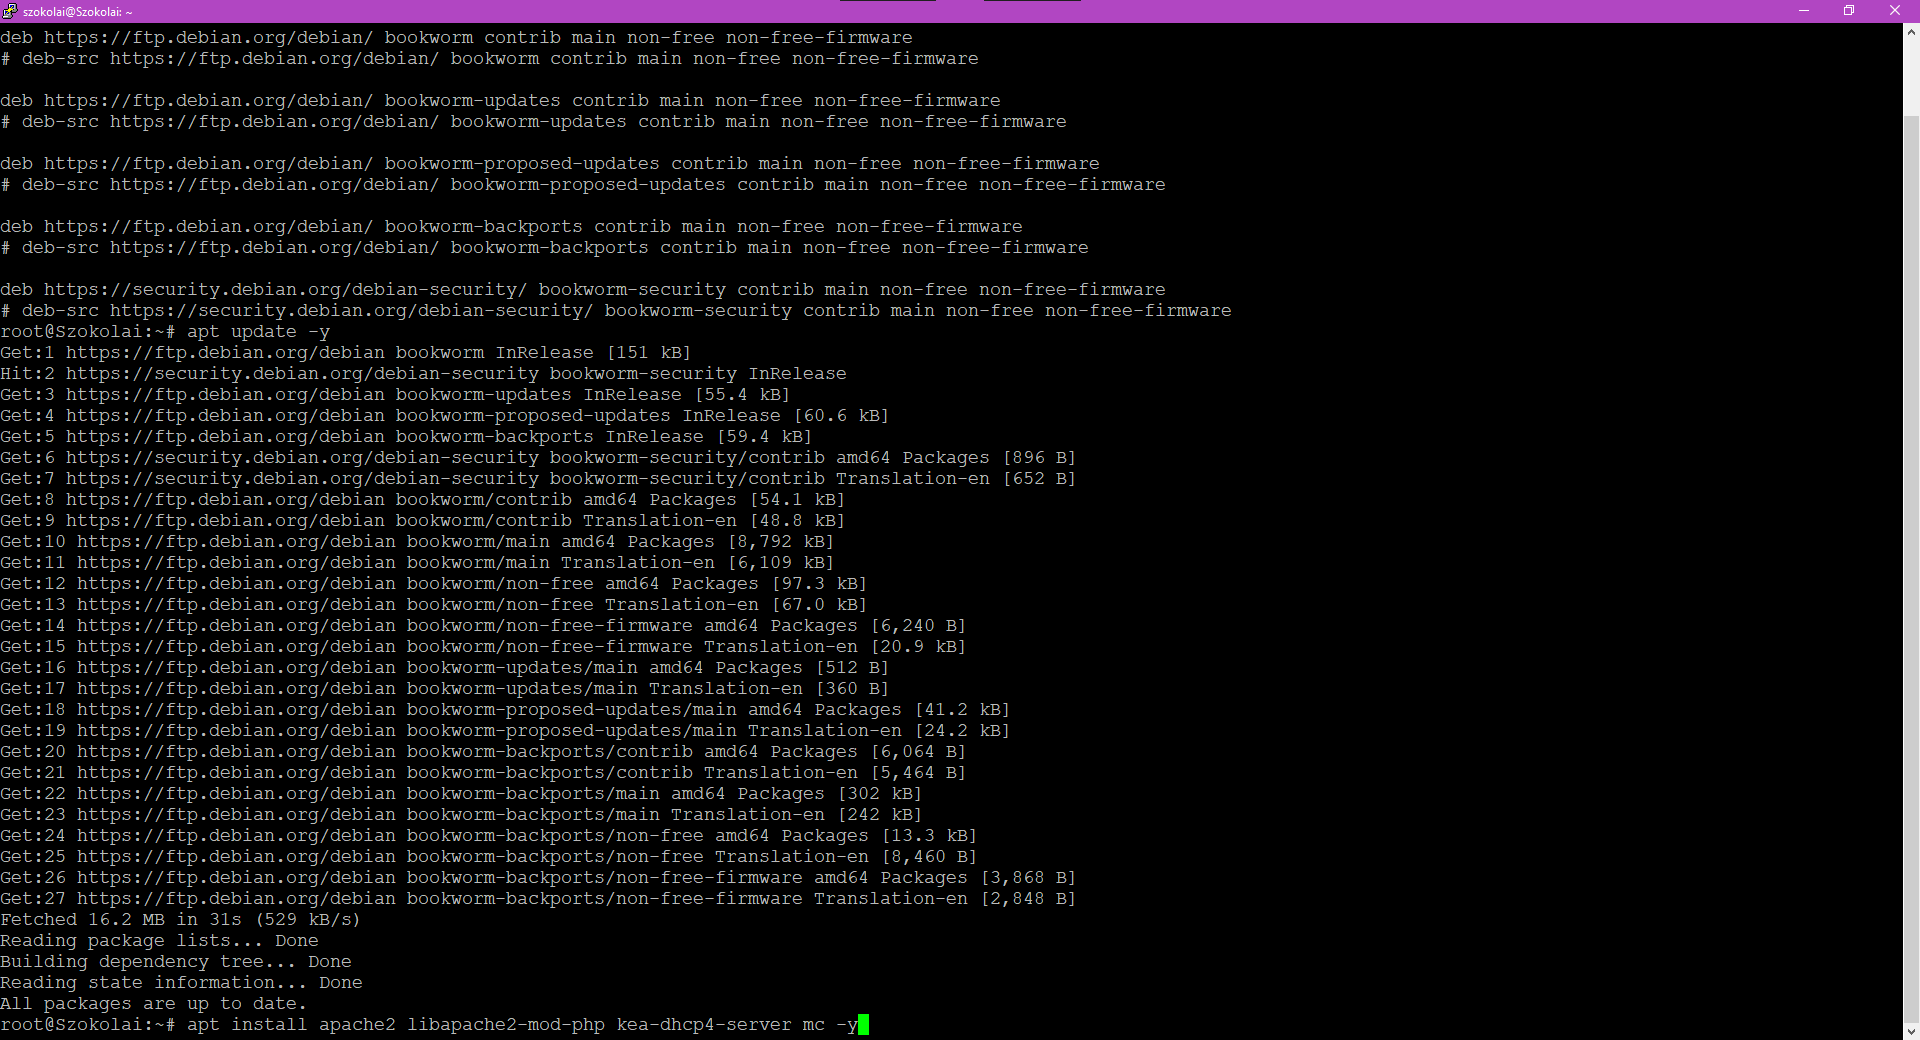 szokolai@Szokolai: ~
deb https://ftp.debian.org/debian/ bookworm contrib main non-free non-free-firmware
# deb-src https://ftp.debian.org/debian/ bookworm contrib main non-free non-free-firmware
deb https://ftp.debian.org/debian/ bookworm-updates contrib main non-free non-free-firmware
# deb-src https://ftp.debian.org/debian/ bookworm-updates contrib main non-free non-free-firmware
deb https://ftp.debian.org/debian/ bookworm-proposed-updates contrib main non-free non-free-firmware
# deb-src https://ftp.debian.org/debian/ bookworm-proposed-updates contrib main non-free non-free-firmware
deb https://ftp.debian.org/debian/ bookworm-backports contrib main non-free non-free-firmware
# deb-src https://ftp.debian.org/debian/ bookworm-backports contrib main non-free non-free-firmware
deb https://security.debian.org/debian-security/ bookworm-security contrib main non-free non-free-firmware
# deb-src https://security.debian.org/debian-security/ bookworm-security contrib main non-free non-free-firmware
root@Szokolai:~# apt update -y
Get:1 https://ftp.debian.org/debian bookworm InRelease [151 kB]
Hit:2 https://security.debian.org/debian-security bookworm-security InRelease
Get:3 https://ftp.debian.org/debian bookworm-updates InRelease [55.4 kB]
Get:4 https://ftp.debian.org/debian bookworm-proposed-updates InRelease [60.6 kB]
Get:5 https://ftp.debian.org/debian bookworm-backports InRelease [59.4 kB]
Get:6 https://security.debian.org/debian-security bookworm-security/contrib amd64 Packages [896 B]
Get:7 https://security.debian.org/debian-security bookworm-security/contrib Translation-en [652 B]
Get:8 https://ftp.debian.org/debian bookworm/contrib amd64 Packages [54.1 kB]
Get:9 https://ftp.debian.org/debian bookworm/contrib Translation-en [48.8 kB]
Get:10 https://ftp.debian.org/debian bookworm/main amd64 Packages [8,792 kB]
Get:11 https://ftp.debian.org/debian bookworm/main Translation-en [6,109 kB]
Get:12 https://ftp.debian.org/debian bookworm/non-free amd64 Packages [97.3 kB]
Get:13 https://ftp.debian.org/debian bookworm/non-free Translation-en [67.0 kB]
Get:14 https://ftp.debian.org/debian bookworm/non-free-firmware amd64 Packages [6,240 B]
Get:15 https://ftp.debian.org/debian bookworm/non-free-firmware Translation-en [20.9 kB]
Get:16 https://ftp.debian.org/debian bookworm-updates/main amd64 Packages [512 B]
Get:17 https://ftp.debian.org/debian bookworm-updates/main Translation-en [360 B]
Get:18 https://ftp.debian.org/debian bookworm-proposed-updates/main amd64 Packages [41.2 kB]
Get:19 https://ftp.debian.org/debian bookworm-proposed-updates/main Translation-en [24.2 kB]
Get:20 https://ftp.debian.org/debian bookworm-backports/contrib amd64 Packages [6,064 B]
Get:21 https://ftp.debian.org/debian bookworm-backports/contrib Translation-en [5,464 B]
Get:22 https://ftp.debian.org/debian bookworm-backports/main amd64 Packages [302 kB]
Get:23 https://ftp.debian.org/debian bookworm-backports/main Translation-en [242 kB]
Get:24 https://ftp.debian.org/debian bookworm-backports/non-free amd64 Packages [13.3 kB]
Get:25 https://ftp.debian.org/debian bookworm-backports/non-free Translation-en [8,460 B]
Get:26 https://ftp.debian.org/debian bookworm-backports/non-free-firmware amd64 Packages [3,868 B]
Get:27 https://ftp.debian.org/debian bookworm-backports/non-free-firmware Translation-en [2,848 B]
Fetched 16.2 MB in 31s (529 kB/s)
Reading package lists... Done
Building dependency tree... Done
Reading state information... Done
All packages are up to date.
root@Szokolai:~# apt install apache2 libapache2-mod-php kea-dhcp4-server mc -y